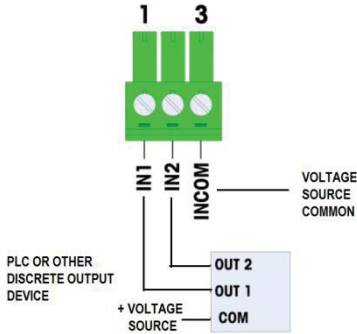 1 3
IN1
IN2
INCOM
VOLTAGE
SOURCE
COMMON
PLC OR OTHER
DISCRETE OUTPUT
DEVICE
OUT 2
OUT 1
+ VOLTAGE
SOURCE
COM